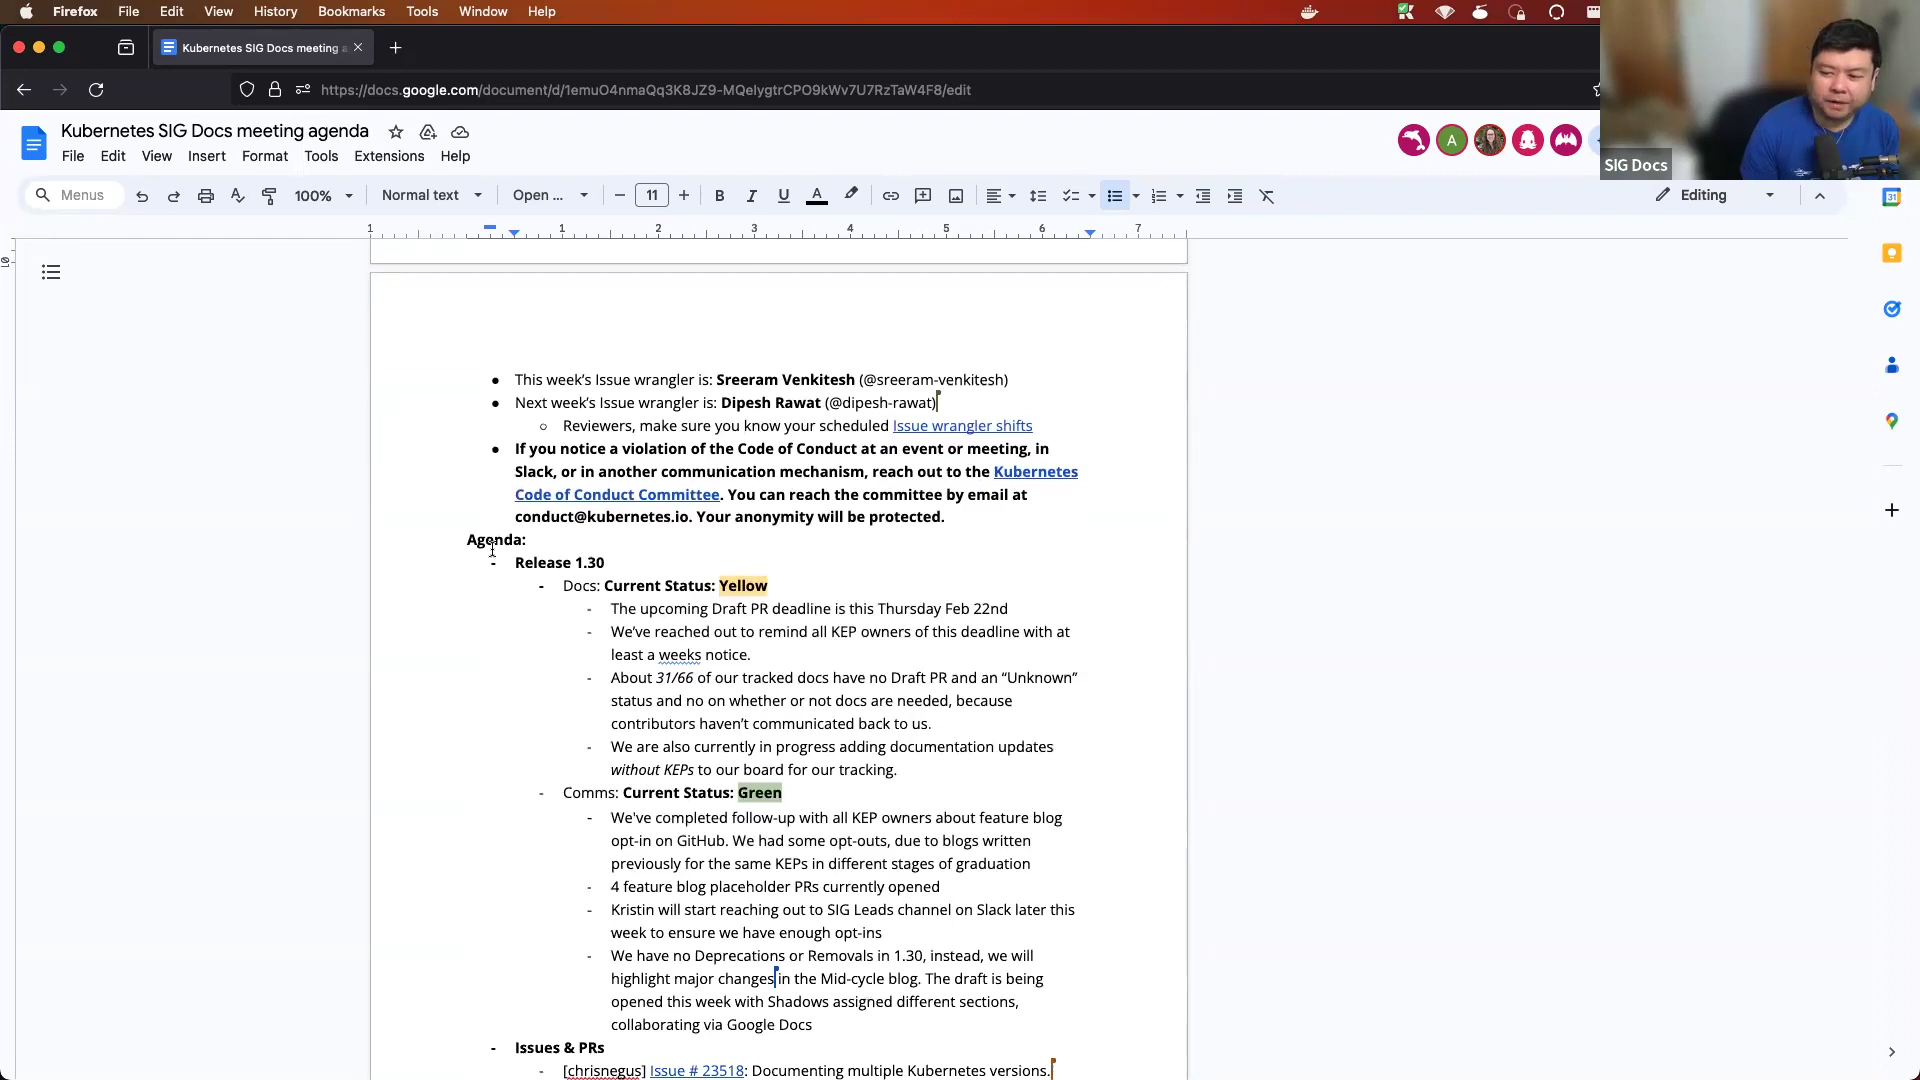 Firefox File Edit View History Bookmarks Tools Window Help
Kubernetes SIG Docs meeting a
https://docs.google.com/document/d/1emuO4nmaQq3K8JZ9-MQelygtrCPO9kWv7U7RzTaW4F8/edit
Kubernetes SIG Docs meeting agenda
A
File Edit View Insert Format Tools Extensions Help
SIG Docs
Menus 100% Normal text Open ... 11 B I U A Editing
31
1 1 2 3 4 5 6 7
● This week’s Issue wrangler is: Sreeram Venkitesh (@sreeram-venkitesh)
● Next week’s Issue wrangler is: Dipesh Rawat (@dipesh-rawat)
○ Reviewers, make sure you know your scheduled Issue wrangler shifts
● If you notice a violation of the Code of Conduct at an event or meeting, in
Slack, or in another communication mechanism, reach out to the Kubernetes
Code of Conduct Committee. You can reach the committee by email at
conduct@kubernetes.io. Your anonymity will be protected.
Agenda:
- Release 1.30
- Docs: Current Status: Yellow
- The upcoming Draft PR deadline is this Thursday Feb 22nd
- We’ve reached out to remind all KEP owners of this deadline with at
least a weeks notice.
- About 31/66 of our tracked docs have no Draft PR and an “Unknown”
status and no on whether or not docs are needed, because
contributors haven’t communicated back to us.
- We are also currently in progress adding documentation updates
without KEPs to our board for our tracking.
- Comms: Current Status: Green
- We've completed follow-up with all KEP owners about feature blog
opt-in on GitHub. We had some opt-outs, due to blogs written
previously for the same KEPs in different stages of graduation
- 4 feature blog placeholder PRs currently opened
- Kristin will start reaching out to SIG Leads channel on Slack later this
week to ensure we have enough opt-ins
- We have no Deprecations or Removals in 1.30, instead, we will
highlight major changes in the Mid-cycle blog. The draft is being
opened this week with Shadows assigned different sections,
collaborating via Google Docs
- Issues & PRs
- [chrisnegus] Issue # 23518: Documenting multiple Kubernetes versions.